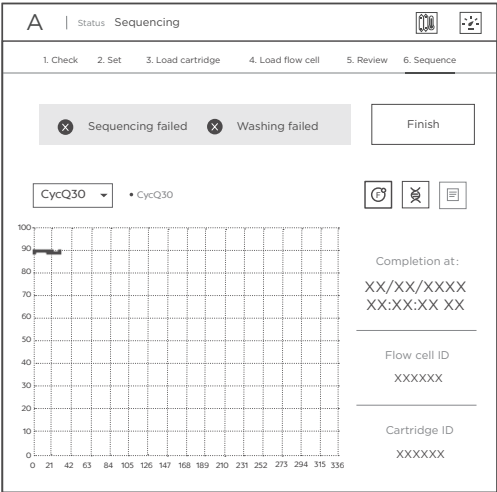 A | Status Sequencing
1. Check 2. Set 3. Load cartridge 4. Load flow cell 5. Review 6. Sequence
Sequencing failed Washing failed Finish
CycQ30 • CycQ30 F
100
90
80
70
60
50
40
30
20
10
0
0 21 42 63 84 105 126 147 168 189 210 231 252 273 294 315 336
Completion at:
XX/XX/XXXX
XX:XX:XX XX
Flow cell ID
XXXXXX
Cartridge ID
XXXXXX